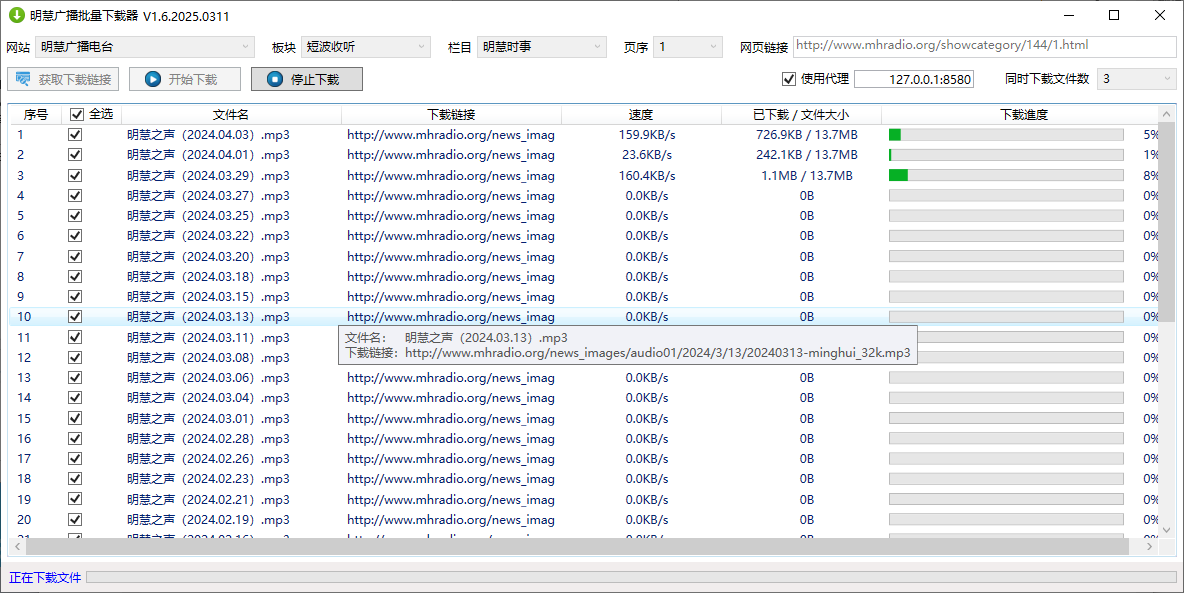 明慧广播批量下载器 V1.6.2025.0311
网站 明慧广播电台 板块 短波收听 栏目 明慧时事 页序 1 网页链接 http://www.mhradio.org/showcategory/144/1.html
获取下载链接 开始下载 停止下载 使用代理 127.0.0.1:8580 同时下载文件数 3
序号 全选 文件名 下载链接 速度 已下载 / 文件大小 下载進度
1 明慧之声（2024.04.03）.mp3 http://www.mhradio.org/news_imag 159.9KB/s 726.9KB / 13.7MB 5%
2 明慧之声（2024.04.01）.mp3 http://www.mhradio.org/news_imag 23.6KB/s 242.1KB / 13.7MB 1%
3 明慧之声（2024.03.29）.mp3 http://www.mhradio.org/news_imag 160.4KB/s 1.1MB / 13.7MB 8%
4 明慧之声（2024.03.27）.mp3 http://www.mhradio.org/news_imag 0.0KB/s 0B 0%
5 明慧之声（2024.03.25）.mp3 http://www.mhradio.org/news_imag 0.0KB/s 0B 0%
6 明慧之声（2024.03.22）.mp3 http://www.mhradio.org/news_imag 0.0KB/s 0B 0%
7 明慧之声（2024.03.20）.mp3 http://www.mhradio.org/news_imag 0.0KB/s 0B 0%
8 明慧之声（2024.03.18）.mp3 http://www.mhradio.org/news_imag 0.0KB/s 0B 0%
9 明慧之声（2024.03.15）.mp3 http://www.mhradio.org/news_imag 0.0KB/s 0B 0%
10 明慧之声（2024.03.13）.mp3 http://www.mhradio.org/news_imag 0.0KB/s 0B 0%
11 明慧之声（2024.03.11）.mp3 0%
文件名： 明慧之声（2024.03.13）.mp3
下载链接：http://www.mhradio.org/news_images/audio01/2024/3/13/20240313-minghui_32k.mp3
12 明慧之声（2024.03.08）.mp3 0%
13 明慧之声（2024.03.06）.mp3 http://www.mhradio.org/news_imag 0.0KB/s 0B 0%
14 明慧之声（2024.03.04）.mp3 http://www.mhradio.org/news_imag 0.0KB/s 0B 0%
15 明慧之声（2024.03.01）.mp3 http://www.mhradio.org/news_imag 0.0KB/s 0B 0%
16 明慧之声（2024.02.28）.mp3 http://www.mhradio.org/news_imag 0.0KB/s 0B 0%
17 明慧之声（2024.02.26）.mp3 http://www.mhradio.org/news_imag 0.0KB/s 0B 0%
18 明慧之声（2024.02.23）.mp3 http://www.mhradio.org/news_imag 0.0KB/s 0B 0%
19 明慧之声（2024.02.21）.mp3 http://www.mhradio.org/news_imag 0.0KB/s 0B 0%
20 明慧之声（2024.02.19）.mp3 http://www.mhradio.org/news_imag 0.0KB/s 0B 0%
正在下载文件